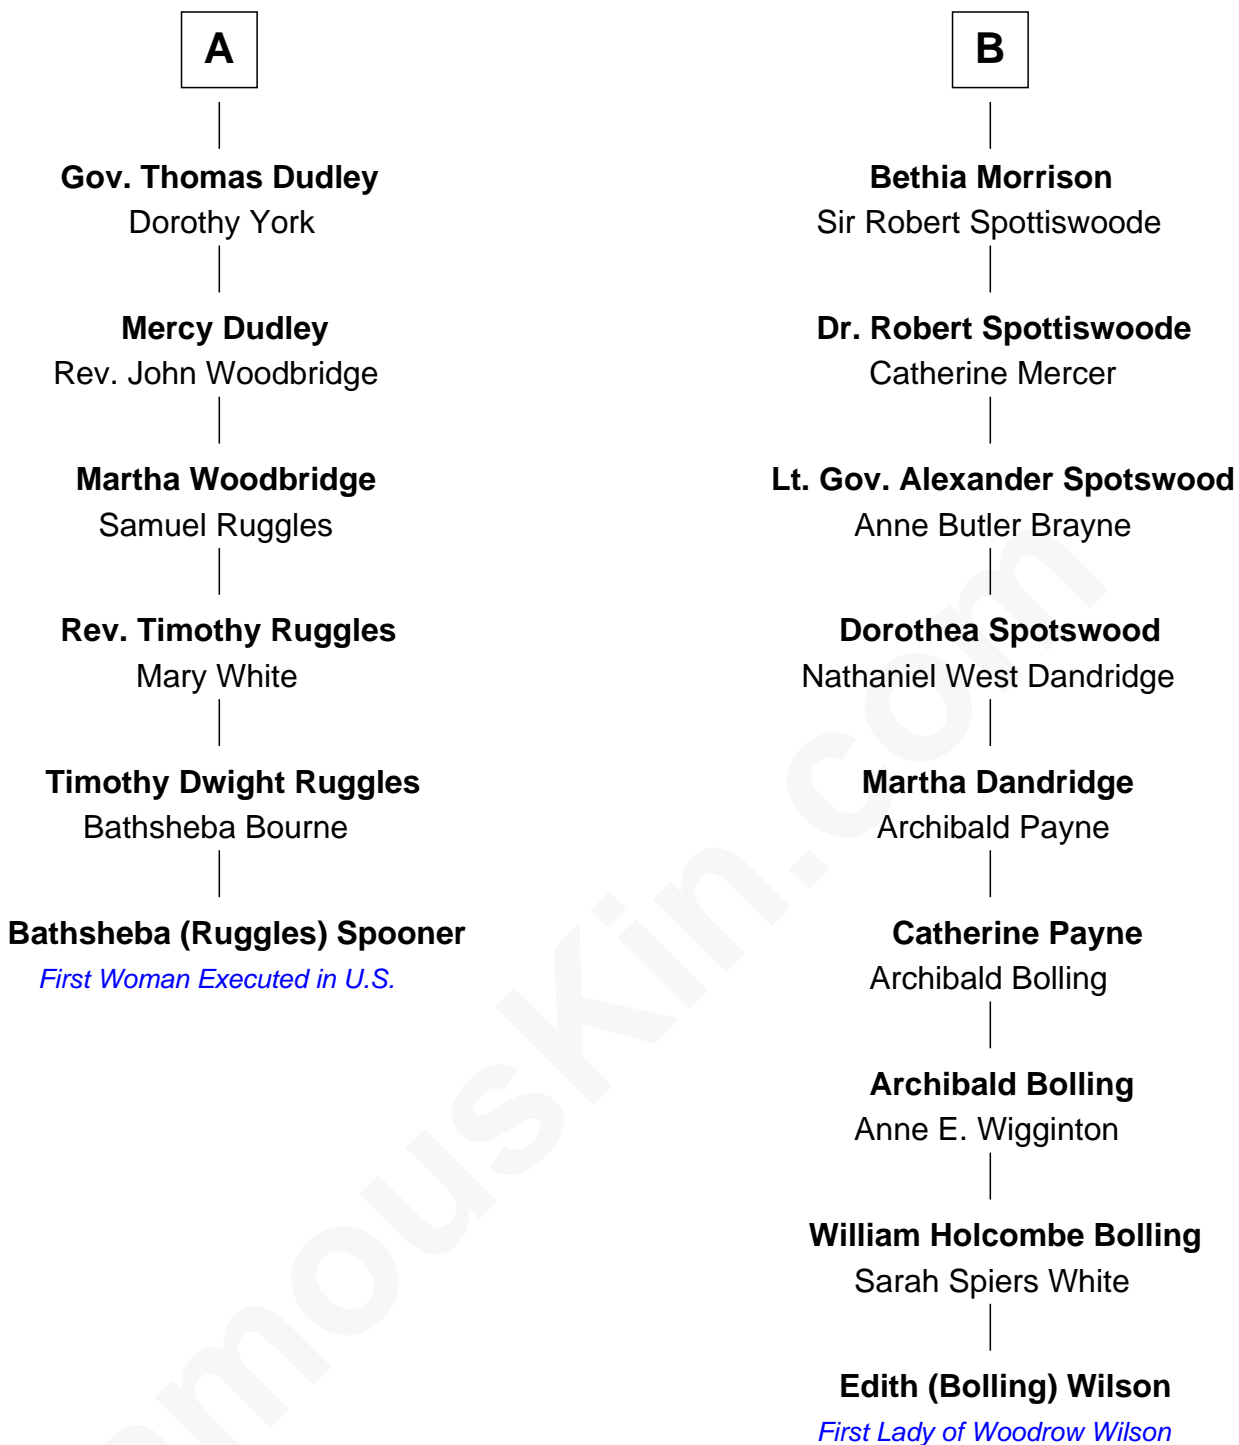 A
Gov. Thomas Dudley
Dorothy York
Mercy Dudley
Rev. John Woodbridge
Martha Woodbridge
Samuel Ruggles
Rev. Timothy Ruggles
Mary White
Timothy Dwight Ruggles
Bathsheba Bourne
Bathsheba (Ruggles) Spooner
First Woman Executed in U.S.
B
Bethia Morrison
Sir Robert Spottiswoode
Dr. Robert Spottiswoode
Catherine Mercer
Lt. Gov. Alexander Spotswood
Anne Butler Brayne
Dorothea Spotswood
Nathaniel West Dandridge
Martha Dandridge
Archibald Payne
Catherine Payne
Archibald Bolling
Archibald Bolling
Anne E. Wigginton
William Holcombe Bolling
Sarah Spiers White
Edith (Bolling) Wilson
First Lady of Woodrow Wilson
amousKin.com